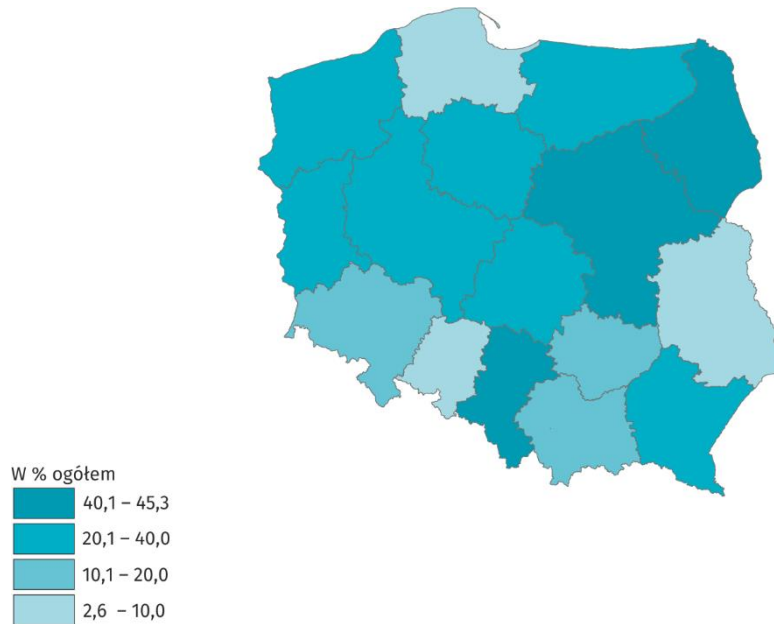 W % ogółem
40,1 – 45,3
20,1 – 40,0
10,1 – 20,0
2,6 – 10,0